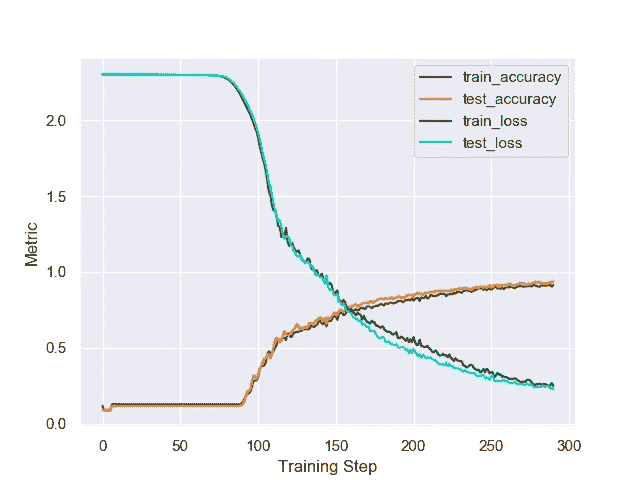 train_accuracy
test_accuracy
train_loss
test_loss
2.0
1.5
1.0
0.5
0.0
Metric
0 50 100 150 200 250 300
Training Step